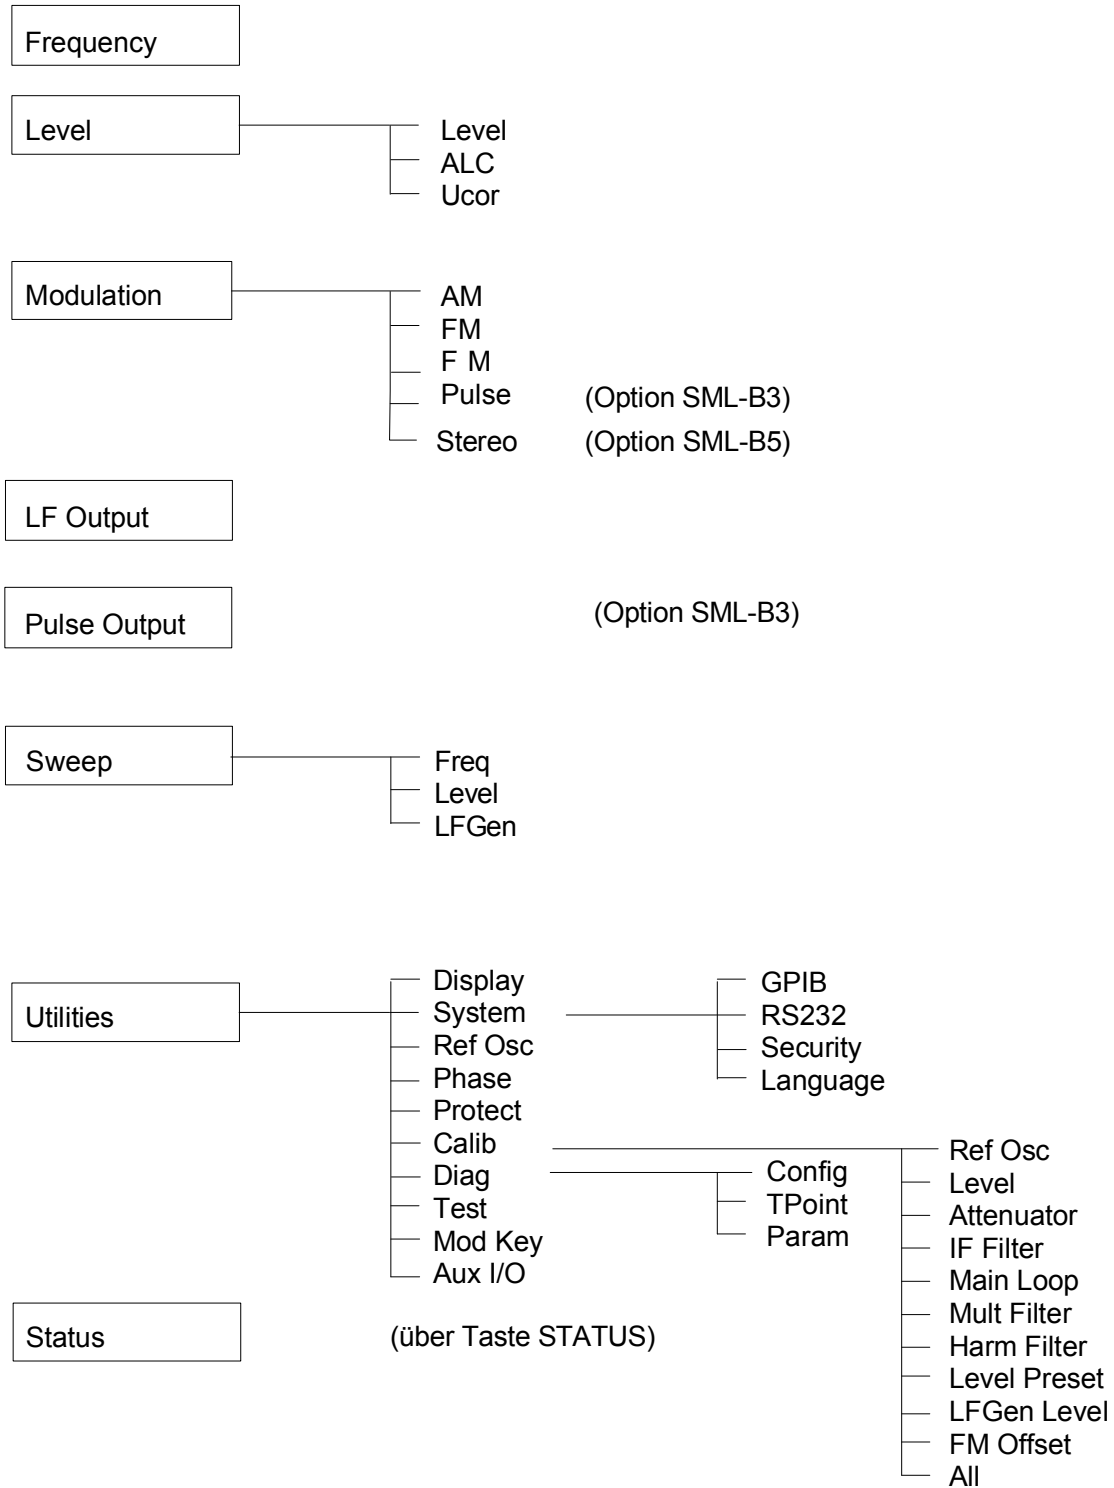 Frequency
Level
Level
ALC
Ucor
Modulation
AM
FM
F M
Pulse (Option SML-B3)
Stereo (Option SML-B5)
LF Output
Pulse Output (Option SML-B3)
Sweep
Freq
Level
LFGen
Utilities
Display
System
Ref Osc
Phase
Protect
Calib
Diag
Test
Mod Key
Aux I/O
GPIB
RS232
Security
Language
Config
TPoint
Param
Ref Osc
Level
Attenuator
IF Filter
Main Loop
Mult Filter
Harm Filter
Level Preset
LFGen Level
FM Offset
All
Status (über Taste STATUS)